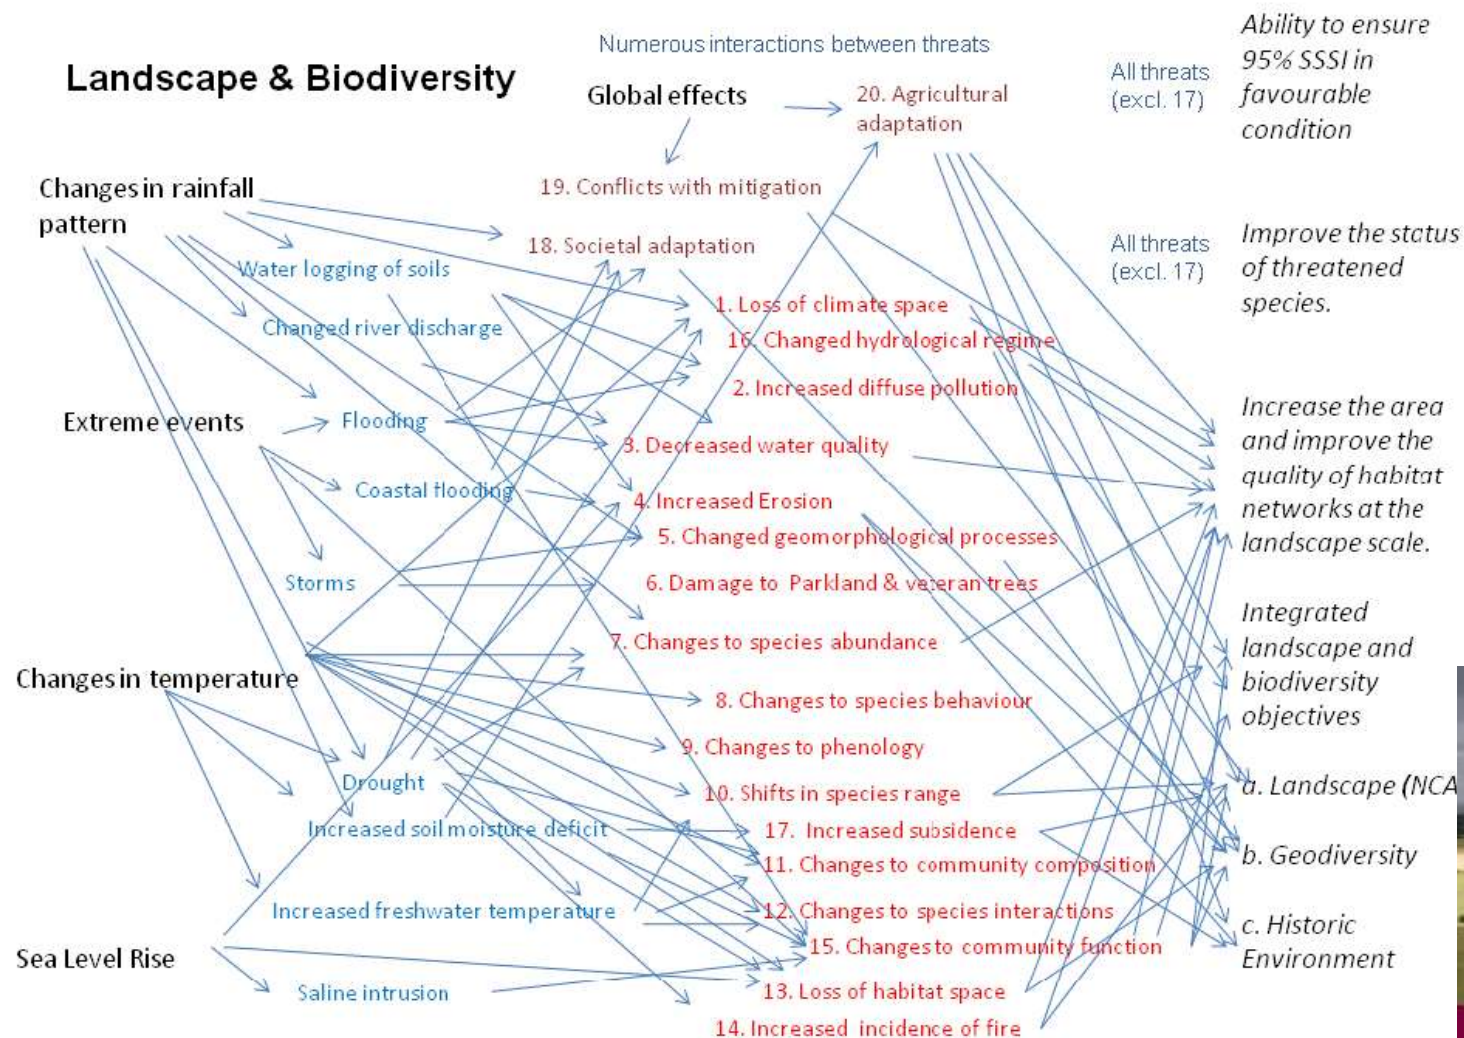 Landscape & Biodiversity
Numerous interactions between threats
Global effects
20. Agricultural
adaptation
19. Conflicts with mitigation
18. Societal adaptation
Changes in rainfall
pattern
Water logging of soils
Changed river discharge
Extreme events
Flooding
Coastal flooding
Storms
Changes in temperature
Drought
Increased soil moisture deficit
Increased freshwater temperature
Sea Level Rise
Saline intrusion
1. Loss of climate space
16. Changed hydrological regime
2. Increased diffuse pollution
3. Decreased water quality
4. Increased Erosion
5. Changed geomorphological processes
6. Damage to Parkland & veteran trees
7. Changes to species abundance
8. Changes to species behaviour
9. Changes to phenology
10. Shifts in species range
17. Increased subsidence
11. Changes to community composition
12. Changes to species interactions
15. Changes to community function
13. Loss of habitat space
14. Increased incidence of fire
All threats
(excl. 17)
Ability to ensure
95% SSSI in
favourable
condition
All threats
(excl. 17)
Improve the status
of threatened
species.
Increase the area
and improve the
quality of habitat
networks at the
landscape scale.
Integrated
landscape and
biodiversity
objectives
a. Landscape (NCA
b. Geodiversity
c. Historic
Environment